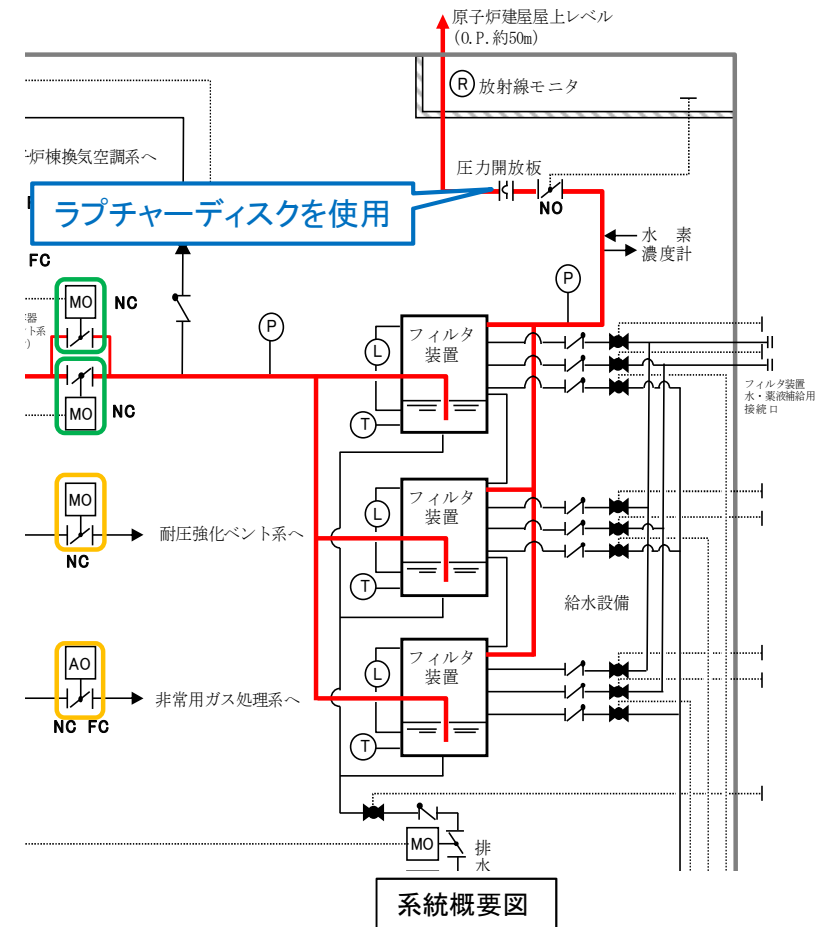 原子炉建屋屋上レベル
(O.P.約50m)
R 放射線モニタ
子炉棟換気空調系へ
圧力開放板
ラプチャーディスクを使用
NO
水 素
濃度計
FC
MO NC
P
P
器
ント系
MO NC
フィルタ
装置
L
T
フィルタ装置
水・薬液補給用
接続口
MO
NC
耐圧強化ベント系へ
フィルタ
装置
L
T
給水設備
AO
NC FC
非常用ガス処理系へ
フィルタ
装置
L
T
MO
排
水
系統概要図